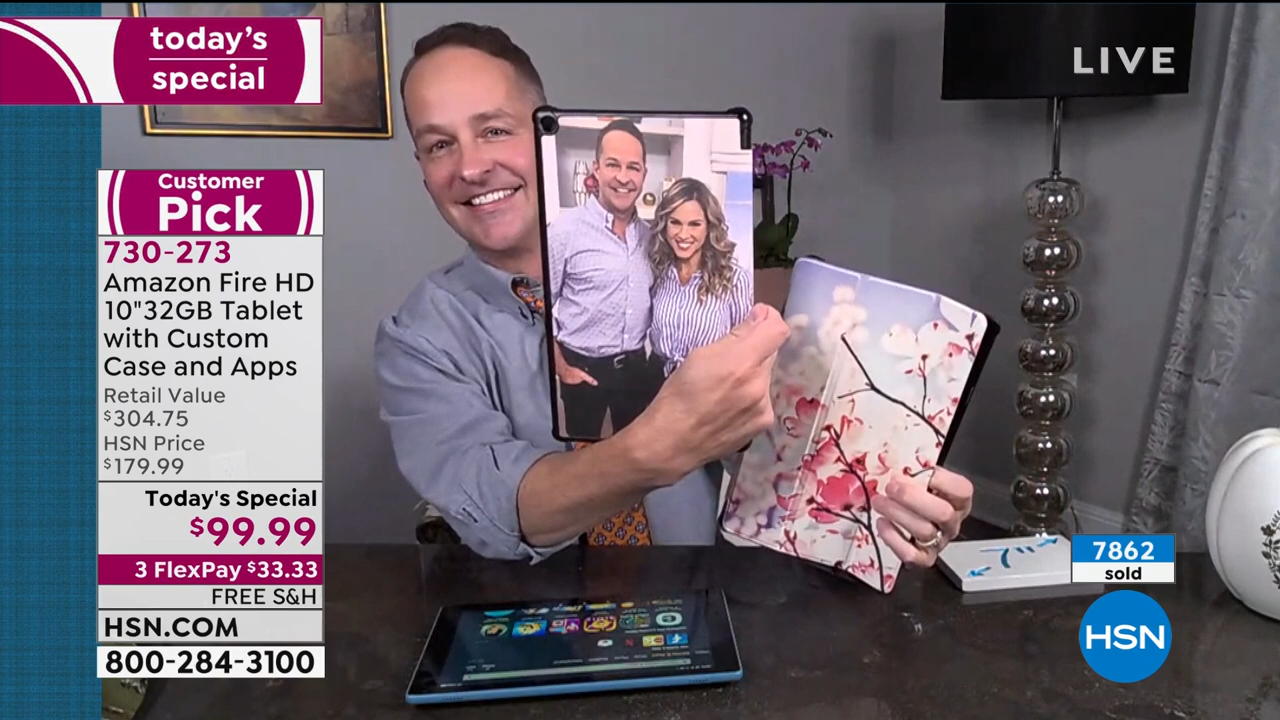 today's
special
LIVE
Customer
Pick
730-273
Amazon Fire HD
10"32GB Tablet
with Custom
Case and Apps
Retail Value
$304.75
HSN Price
$179.99
Today's Special
$99.99
3 FlexPay $33.33
FREE S&H
HSN.COM
800-284-3100
7"
7862
sold
HSN